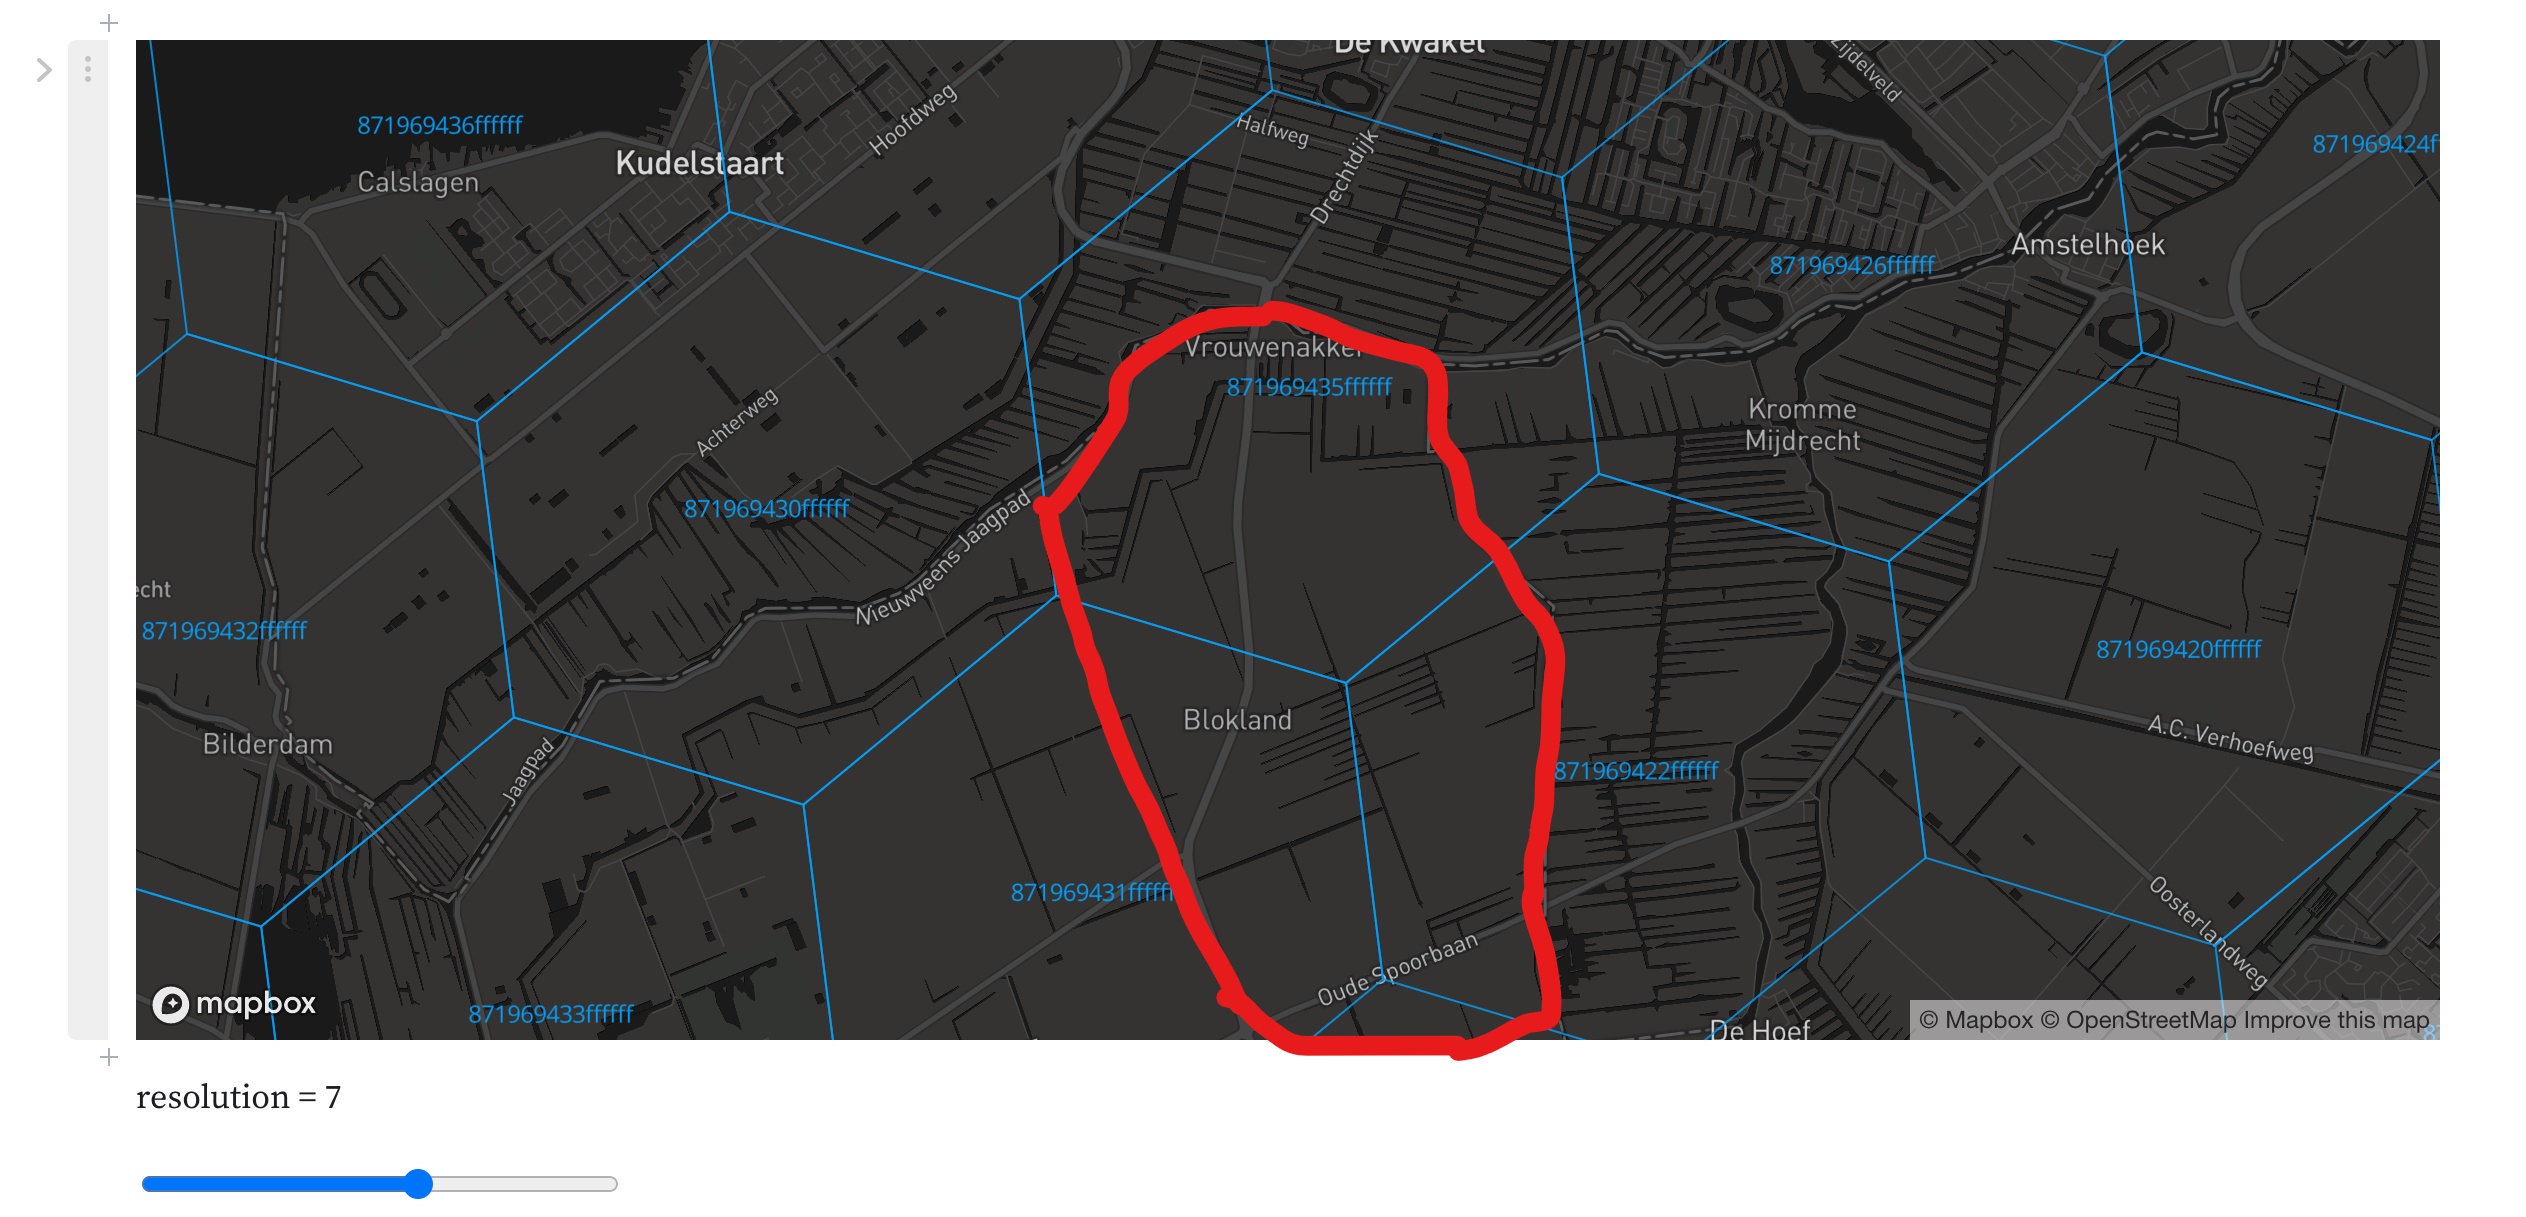 De Kwakel
Zijdelveld
Hoofdweg
871969436ffffff
Halfweg
871969424f
Kudelstaart
Calslagen
Drechtdijk
Amstelhoek
871969426ffffff
Vrouwenakker
871969435ffffff
Achterweg
Kromme
Mijdrecht
871969430ffffff
Nieuwveens Jaagpad
echt
871969432ffffff
871969420ffffff
Blokland
Bilderdam
A.C. Verhoefweg
Jaagpad
871969422ffffff
871969431ffffff
Oosterlandweg
Oude Spoorbaan
mapbox
871969433ffffff
De Hoef
© Mapbox © OpenStreetMap Improve this map
resolution = 7